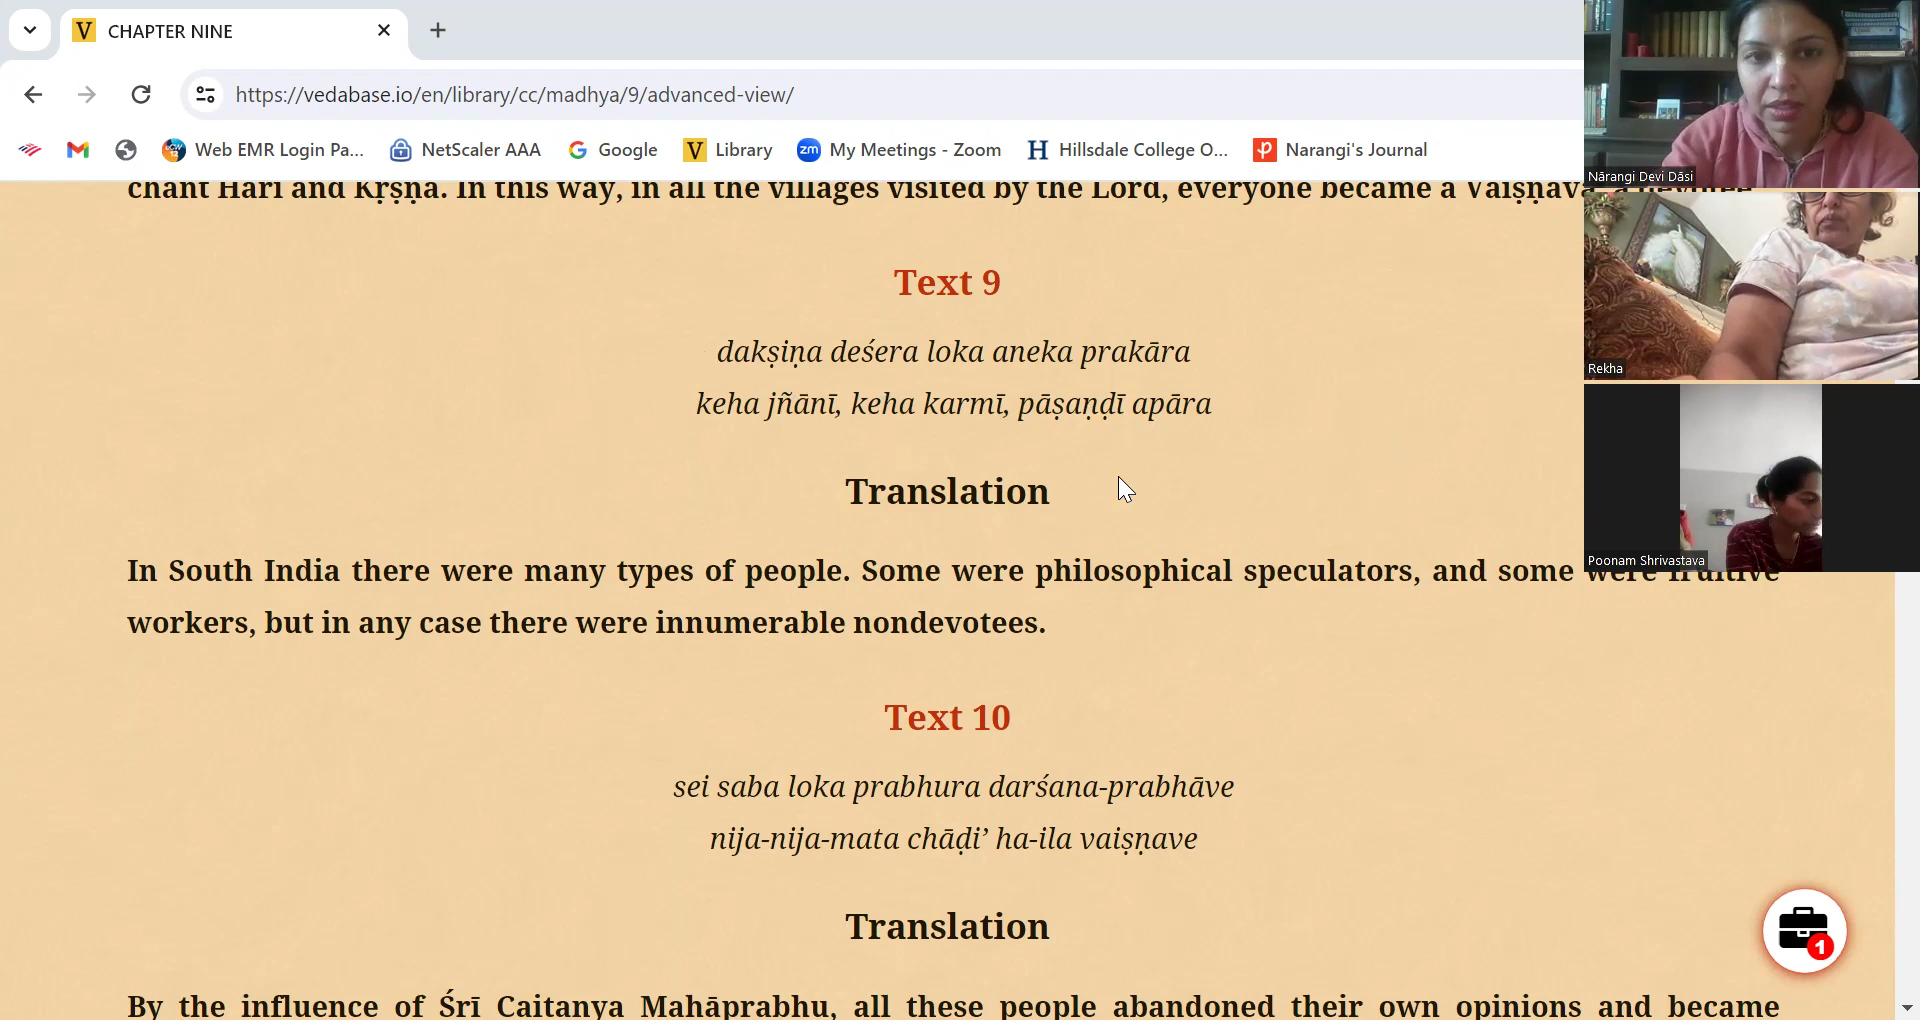 CHAPTER NINE
https://vedabase.io/en/library/cc/madhya/9/advanced-view/
Web EMR Login Pa... NetScaler AAA Google Library My Meetings - Zoom Hillsdale College O... Narangi's Journal
chant Hari and Kṛṣṇa. In this way, in all the villages visited by the Lord, everyone became a Vaiṣṇava, a devotee.
Text 9
dakṣiṇa deśera loka aneka prakāra
keha jñānī, keha karmī, pāṣaṇḍī apāra
Translation
In South India there were many types of people. Some were philosophical speculators, and some were fruitive
workers, but in any case there were innumerable nondevotees.
Text 10
sei saba loka prabhura darśana-prabhāve
nija-nija-mata chāḍi’ ha-ila vaiṣṇave
Translation
By the influence of Śrī Caitanya Mahāprabhu, all these people abandoned their own opinions and became
Nārangi Devi Dāsi
Rekha
Poonam Shrivastava
1